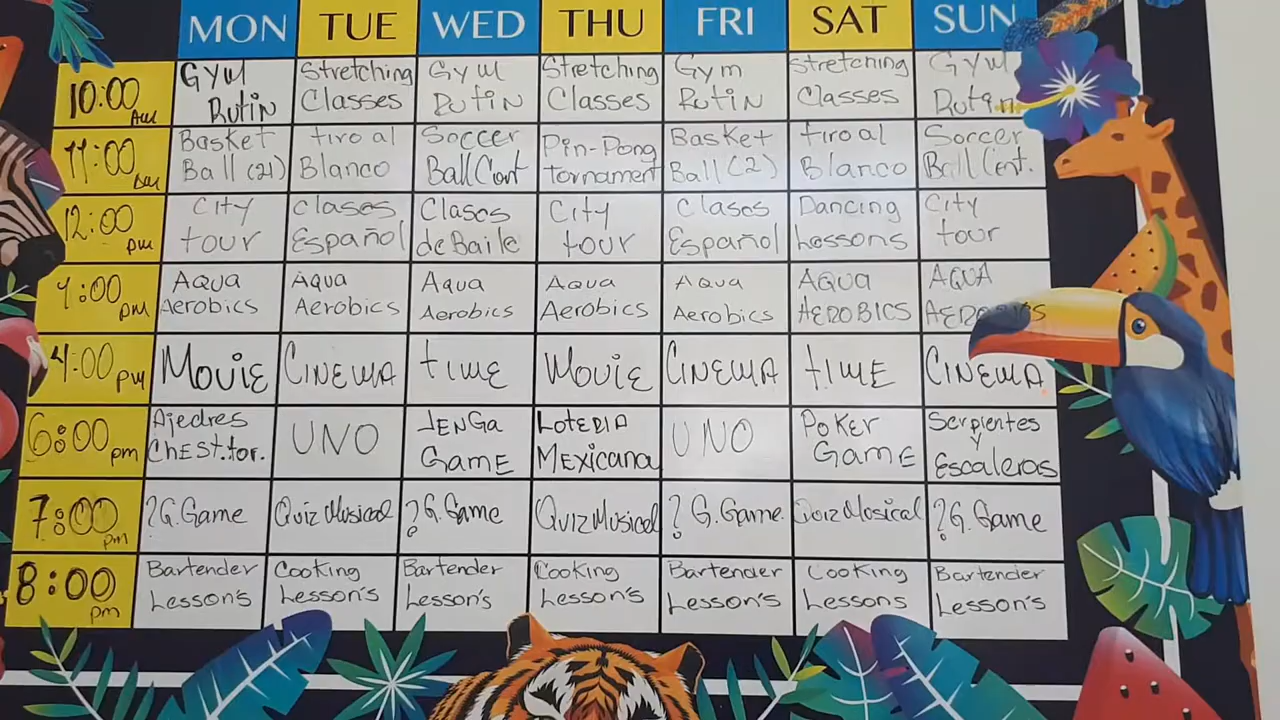 MON TUE WED THU FRI SAT SUN
10:00 AM
Gym Rutin
Stretching Classes
Gym Rutin
Stretching Classes
Gym Rutin
Stretching Classes
Gym Rutin
11:00 AM
Basket Ball (21)
tiro al Blanco
Soccer Ball Cont
Pin-Pong tornament
Basket Ball (2)
tiro al Blanco
Soccer Ball Cent.
12:00 pm
City tour
Clases Español
Clases de Baile
City tour
Clases Español
Dancing Lessons
City tour
1:00 pm
Aqua Aerobics
Aqua Aerobics
Aqua Aerobics
Aqua Aerobics
Aqua Aerobics
AQUA AEROBICS
AQUA AEROBICS
4:00 pm
Movie
CINEMA
tIME
Movie
CINEMA
tIME
CINEMA
6:00 pm
Ajedres Chest.tor.
UNO
JENGa GamE
LoTERIA MExicana
UNO
PoKEr GamE
Serpientes y Escaleras
7:00 pm
?G.Game
Quiz Musical
?G.Game
Quiz Musical
? G.Game.
Quiz Musical
?G.Game
8:00 pm
Bartender Lesson's
Cooking Lesson's
Bartender Lesson's
Cooking Lesson's
Bartender Lesson's
Cooking Lessons
Bartender Lesson's